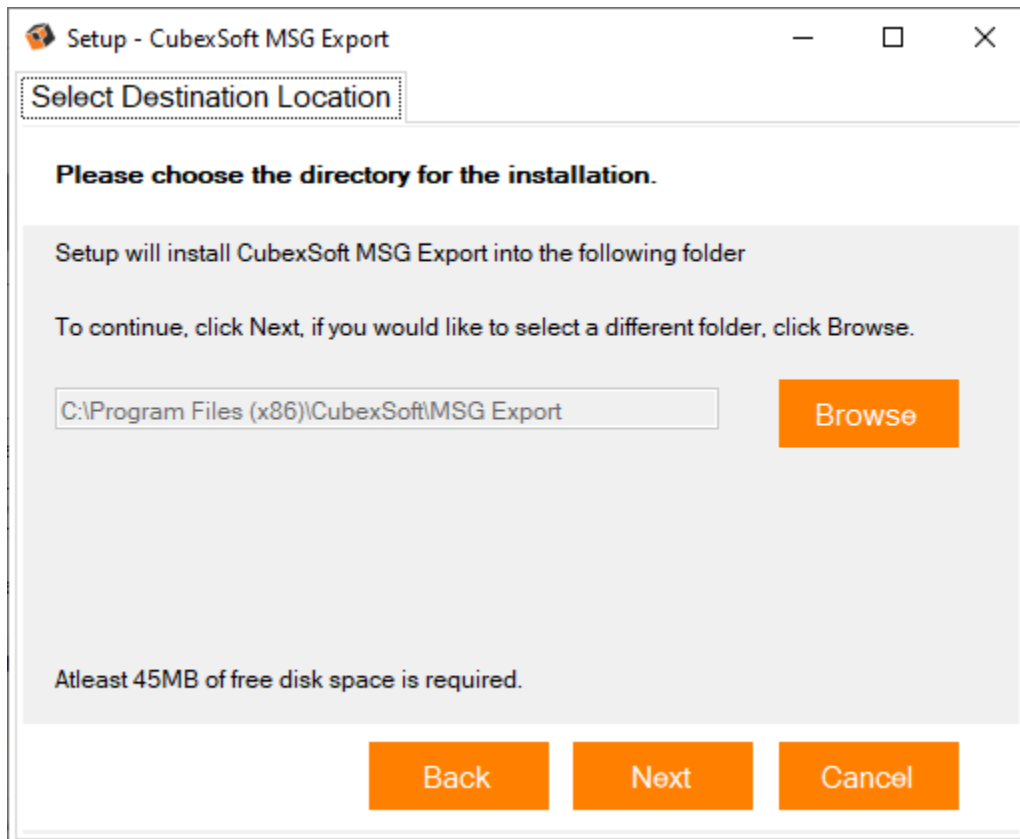 Setup - CubexSoft MSG Export
Select Destination Location
Please choose the directory for the installation.
Setup will install CubexSoft MSG Export into the following folder
To continue, click Next, if you would like to select a different folder, click Browse.
C:\Program Files (x86)\CubexSoft\MSG Export
Browse
Atleast 45MB of free disk space is required.
Back
Next
Cancel